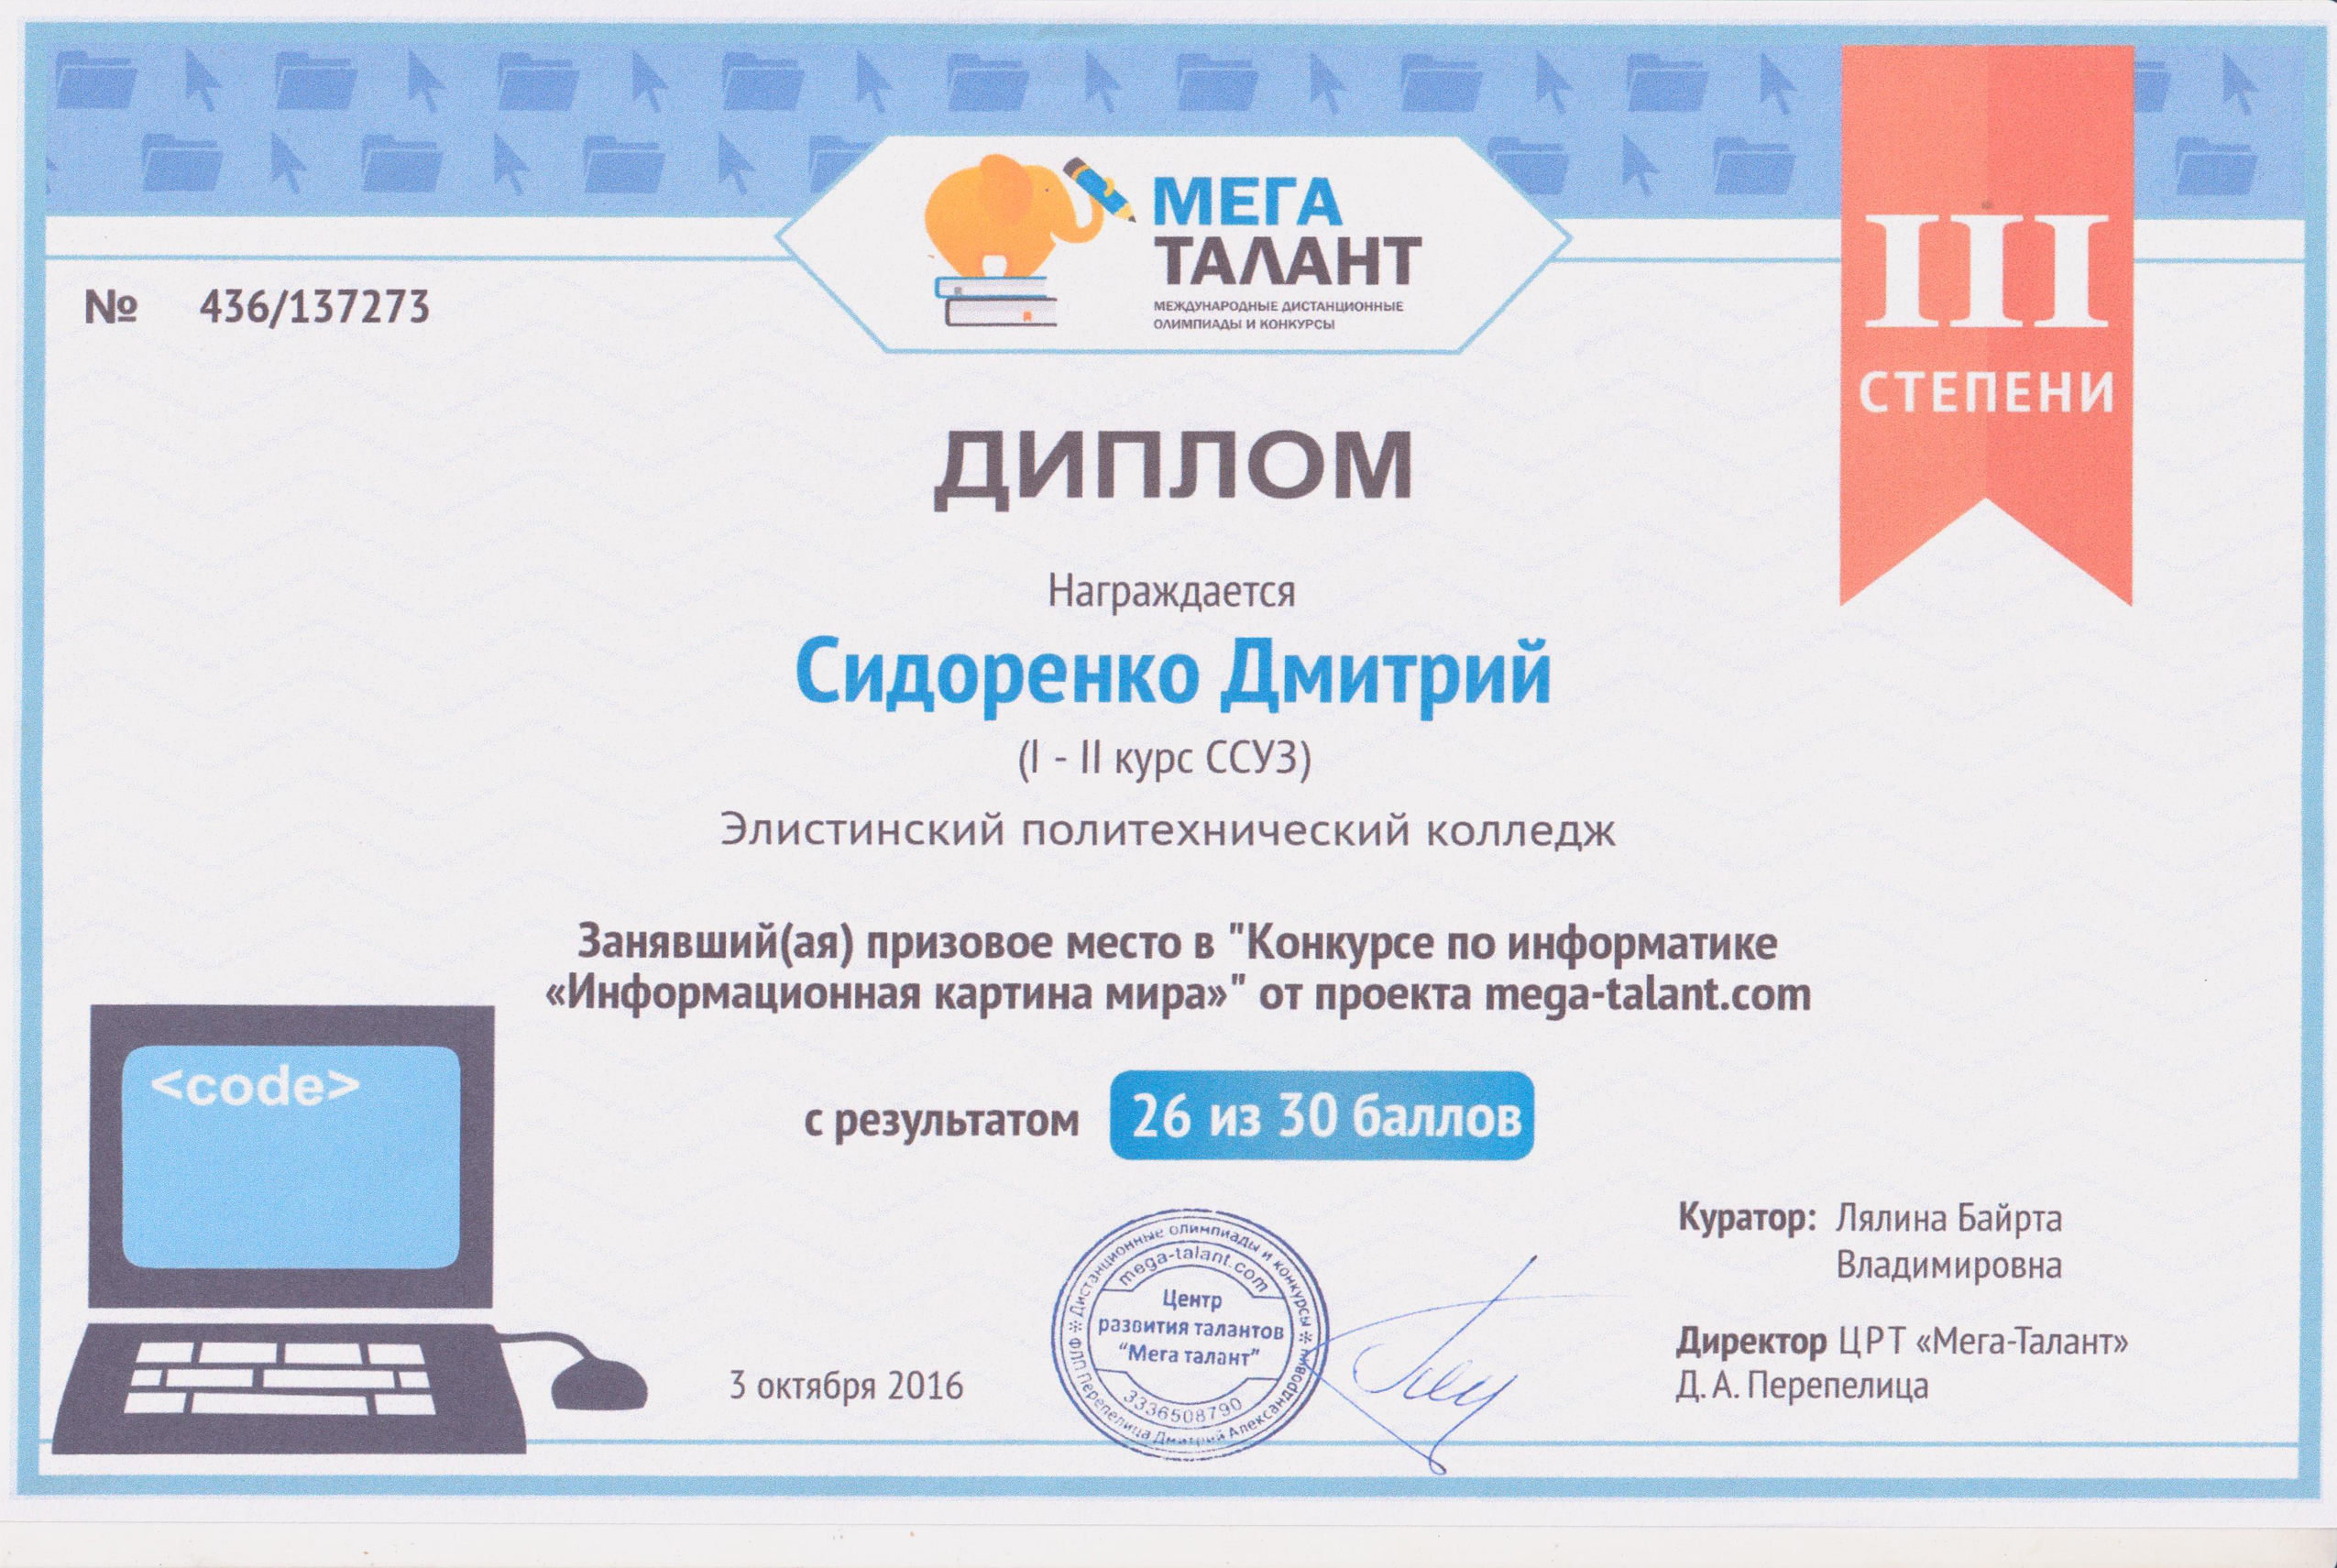 МЕГА
ТАЛАНТ
МЕЖДУНАРОДНЫЕ ДИСТАНЦИОННЫЕ
ОЛИМПИАДЫ И КОНКУРСЫ
III
СТЕПЕНИ
№ 436/137273
ДИПЛОМ
Награждается
Сидоренко Дмитрий
(I - II курс ССУЗ)
Элистинский политехнический колледж
Занявший(ая) призовое место в "Конкурсе по информатике
«Информационная картина мира»" от проекта mega-talant.com
<code>
с результатом 26 из 30 баллов
Куратор: Лялина Байрта
Владимировна
Директор ЦРТ «Мега-Талант»
Д. А. Перепелица
3 октября 2016
Дистанционные олимпиады и конкурсы
mega-talant.com
Центр
развития талантов
"Мега талант"
3336508790
ФЛП Перепелица Дмитрий Александрович